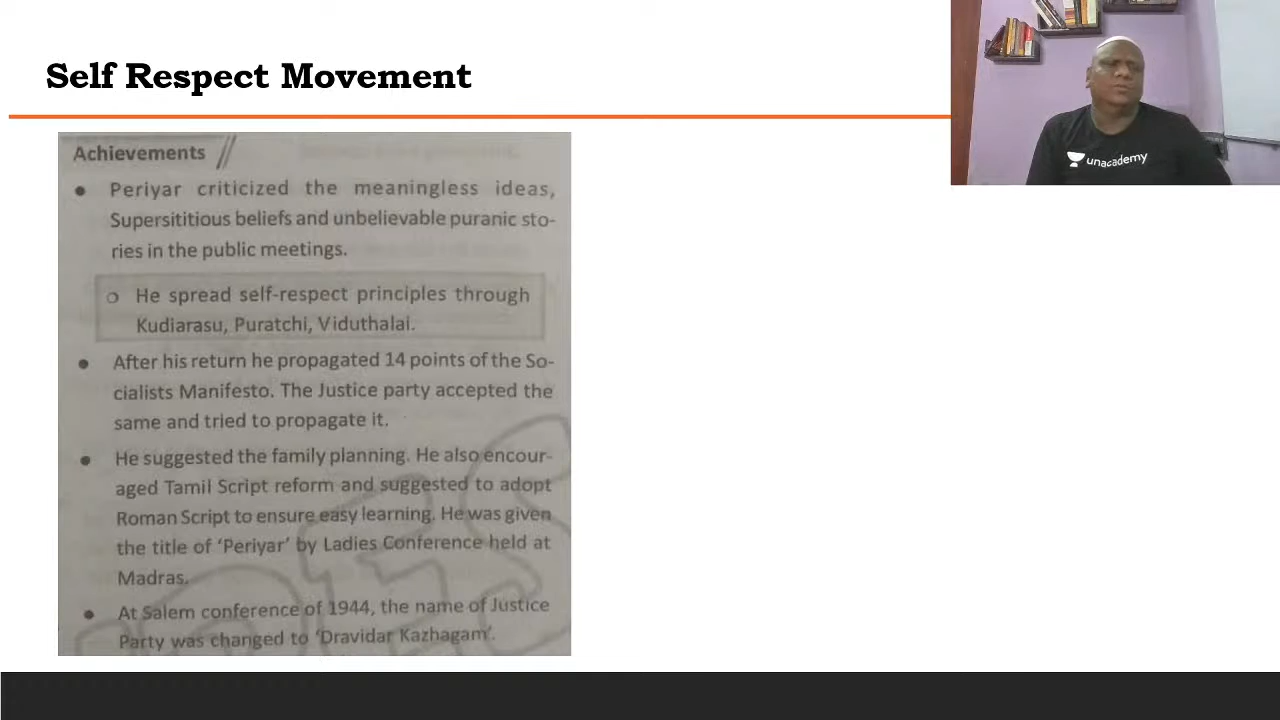 Self Respect Movement
unacademy
Achievements
• Periyar criticized the meaningless ideas,
Supersititious beliefs and unbelievable puranic sto-
ries in the public meetings.
o He spread self-respect principles through
Kudiarasu, Puratchi, Viduthalai.
• After his return he propagated 14 points of the So-
cialists Manifesto. The Justice party accepted the
same and tried to propagate it.
• He suggested the family planning. He also encour-
aged Tamil Script reform and suggested to adopt
Roman Script to ensure easy learning. He was given
the title of ‘Periyar’ by Ladies Conference held at
Madras.
• At Salem conference of 1944, the name of Justice
Party was changed to ‘Dravidar Kazhagam’.